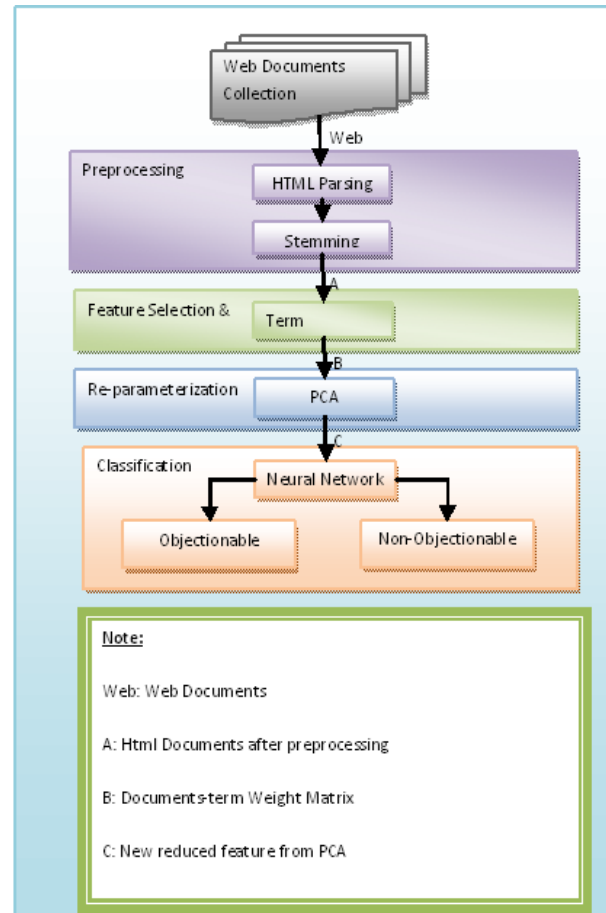 Web Documents
Collection
Web
Preprocessing
HTML Parsing
Stemming
A
Feature Selection &
Term
B
Re-parameterization
PCA
C
Classification
Neural Network
Objectionable
Non-Objectionable
Note:
Web: Web Documents
A: Html Documents after preprocessing
B: Documents-term Weight Matrix
C: New reduced feature from PCA